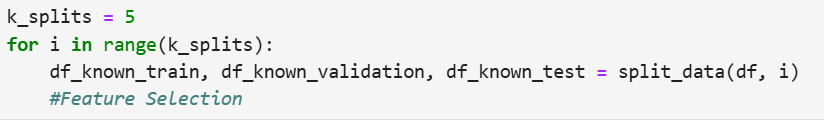 k_splits = 5
for i in range(k_splits):
    df_known_train, df_known_validation, df_known_test = split_data(df, i)
    #Feature Selection